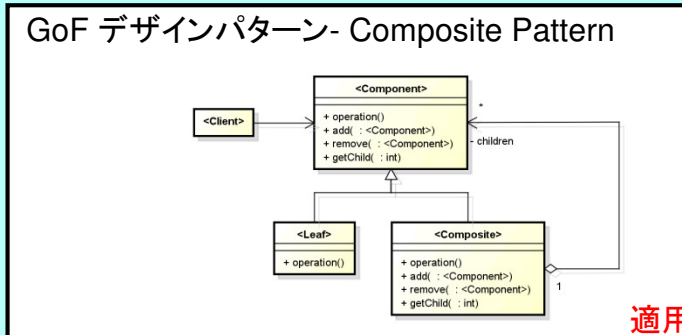 GoF デザインパターン- Composite Pattern
<Component>
+ operation()
+ add( : <Component>)
+ remove( : <Component>)
+ getChild( : int)
<Client>
*
- children
<Leaf>
+ operation()
<Composite>
+ operation()
+ add( : <Component>)
+ remove( : <Component>)
+ getChild( : int)
1
適用